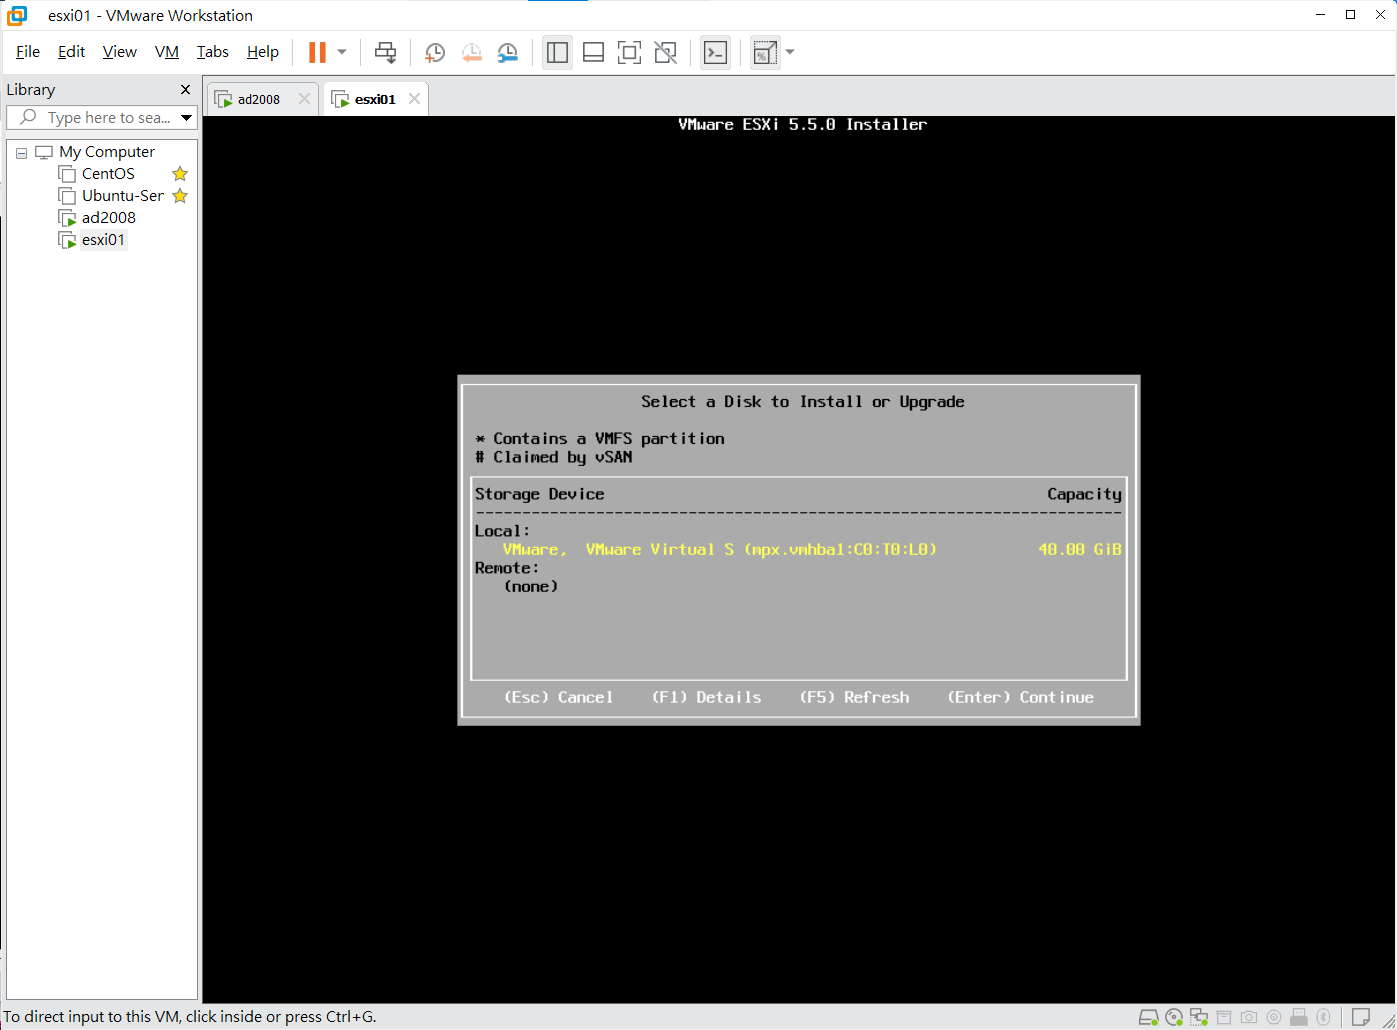 esxi01 - VMware Workstation
File Edit View VM Tabs Help
Library
Type here to sea...
My Computer
CentOS
Ubuntu-Ser
ad2008
esxi01
ad2008
esxi01
VMware ESXi 5.5.0 Installer
Select a Disk to Install or Upgrade
* Contains a VMFS partition
# Claimed by vSAN
Storage Device Capacity
Local:
VMware, VMware Virtual S (mpx.vmhba1:C0:T0:L0) 40.00 GiB
Remote:
(none)
(Esc) Cancel (F1) Details (F5) Refresh (Enter) Continue
To direct input to this VM, click inside or press Ctrl+G.